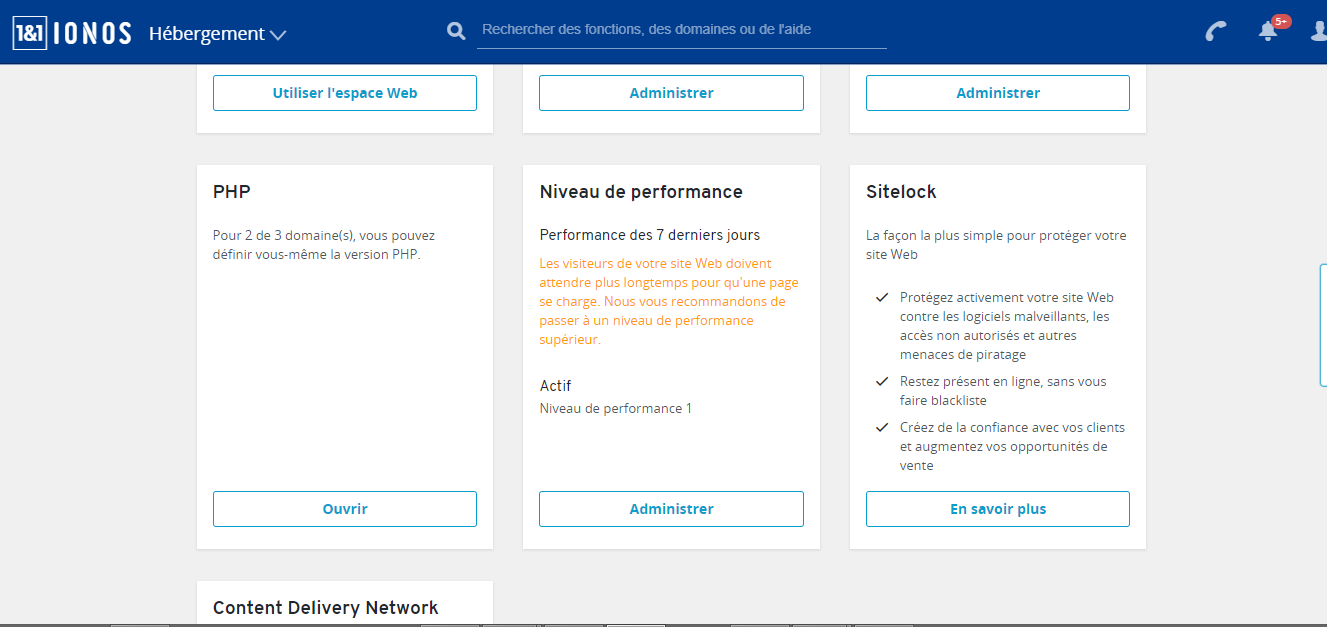 1&1 IONOS Hébergement
Rechercher des fonctions, des domaines ou de l'aide
5+
Utiliser l'espace Web
Administrer
Administrer
PHP
Pour 2 de 3 domaine(s), vous pouvez
définir vous-même la version PHP.
Ouvrir
Niveau de performance
Performance des 7 derniers jours
Les visiteurs de votre site Web doivent
attendre plus longtemps pour qu'une page
se charge. Nous vous recommandons de
passer à un niveau de performance
supérieur.
Actif
Niveau de performance 1
Administrer
Sitelock
La façon la plus simple pour protéger votre
site Web
Protégez activement votre site Web
contre les logiciels malveillants, les
accès non autorisés et autres
menaces de piratage
Restez présent en ligne, sans vous
faire blackliste
Créez de la confiance avec vos clients
et augmentez vos opportunités de
vente
En savoir plus
Content Delivery Network